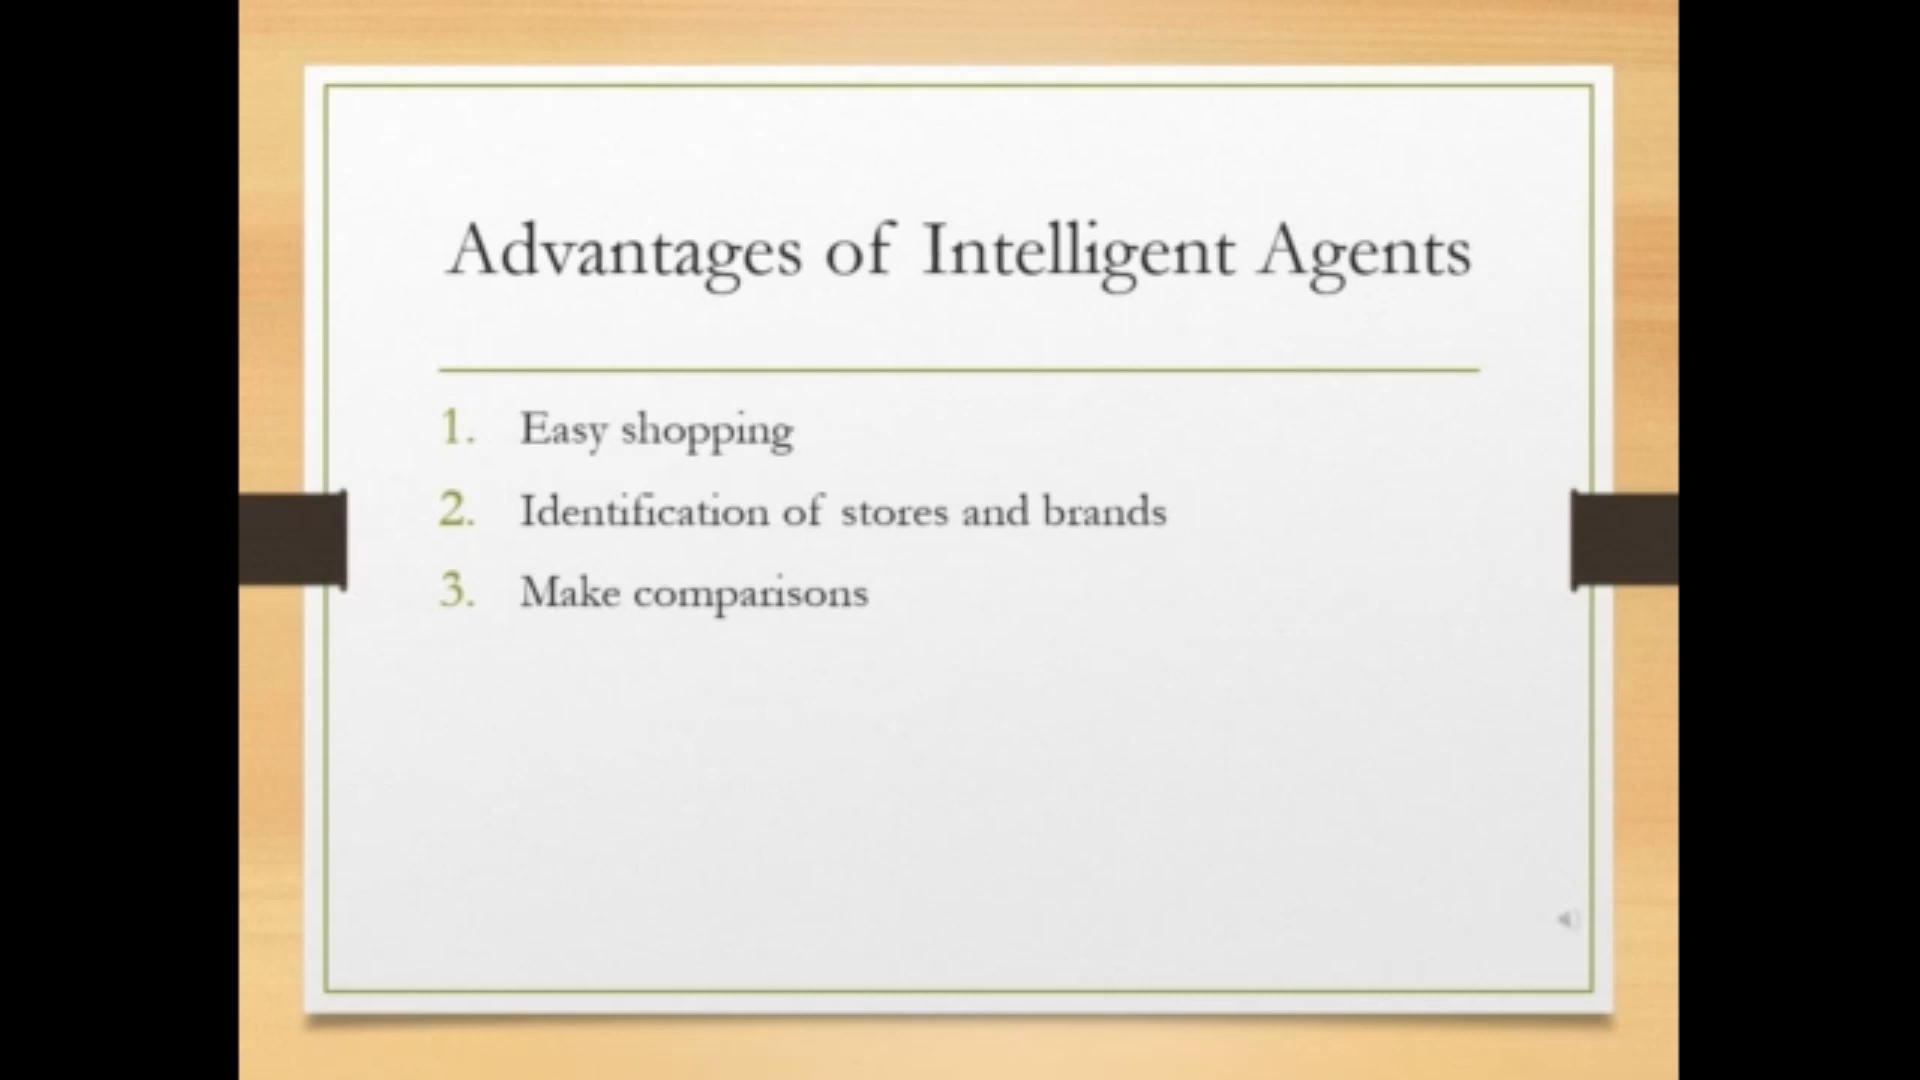 Advantages of Intelligent Agents
1. Easy shopping
2. Identification of stores and brands
3. Make comparisons